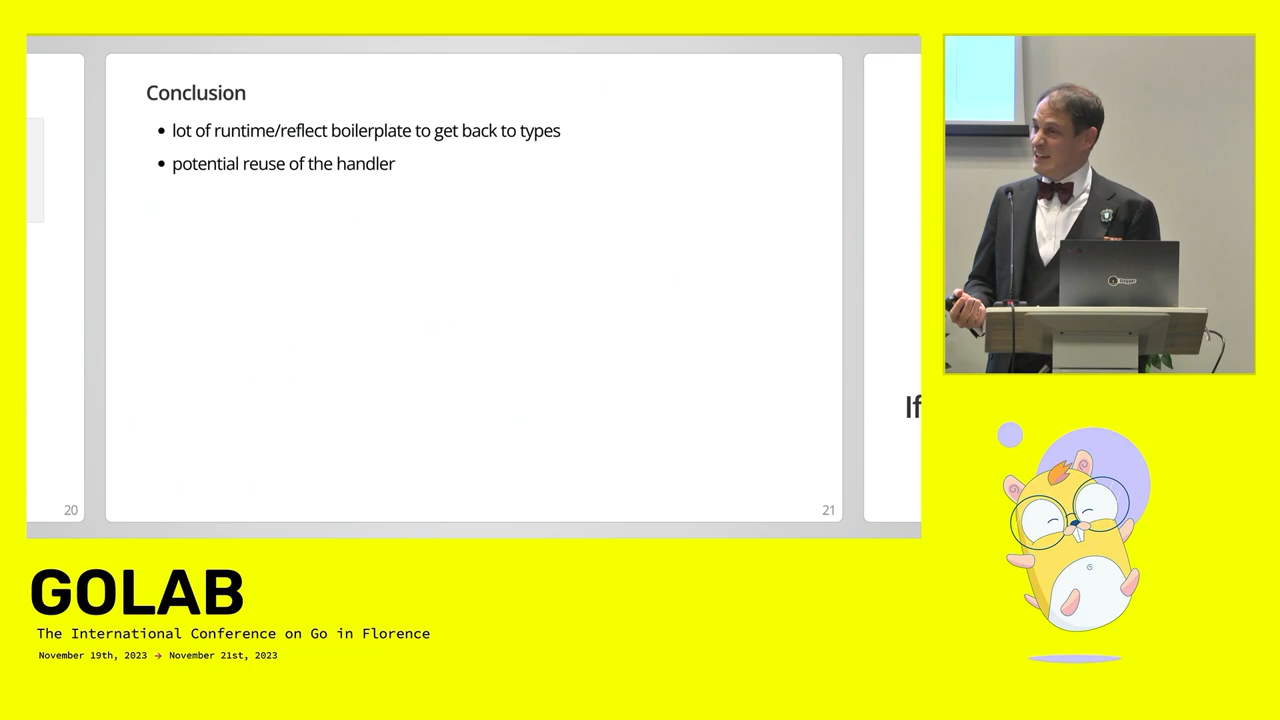 Conclusion
• lot of runtime/reflect boilerplate to get back to types
• potential reuse of the handler
If
20
21
GOLAB
The International Conference on Go in Florence
November 19th, 2023 → November 21st, 2023